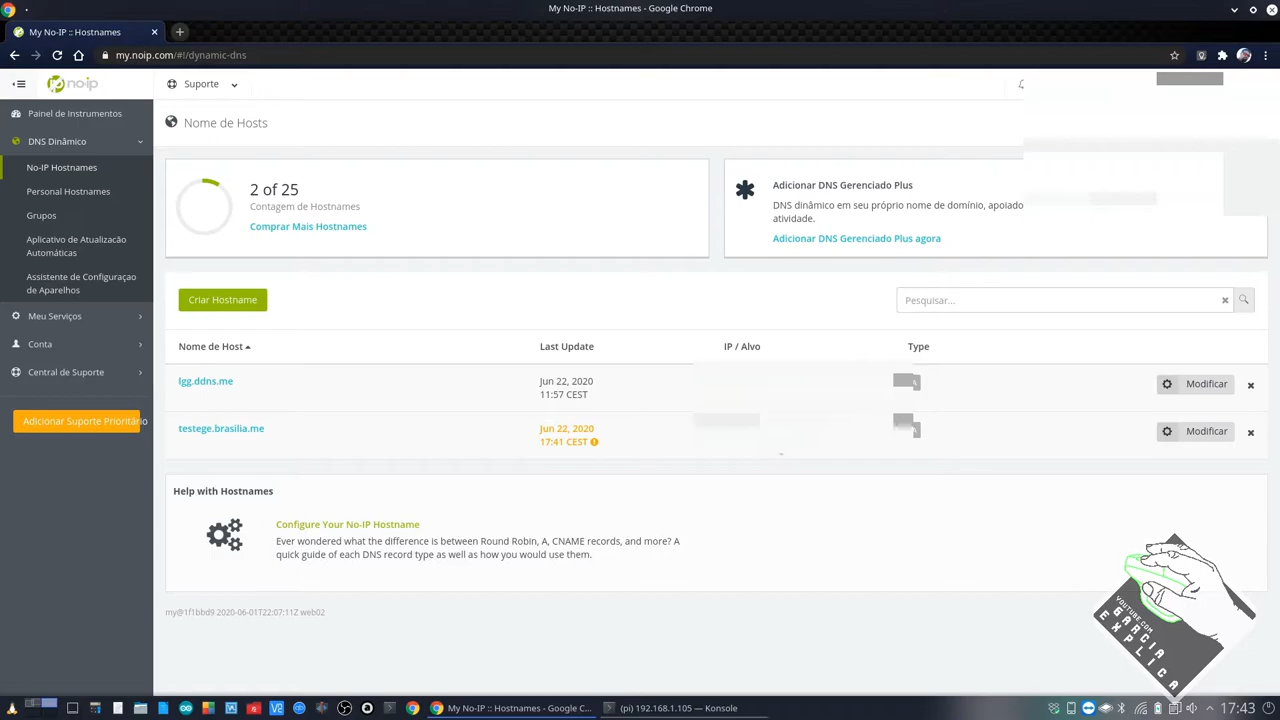 My No-IP :: Hostnames - Google Chrome
My No-IP :: Hostnames
my.noip.com/#!/dynamic-dns
no-ip
Suporte
Painel de Instrumentos
DNS Dinâmico
No-IP Hostnames
Personal Hostnames
Grupos
Aplicativo de Atualizacão
Automáticas
Assistente de Configuraçao
de Aparelhos
Meu Serviços
Conta
Central de Suporte
Adicionar Suporte Prioritário
Nome de Hosts
2 of 25
Contagem de Hostnames
Comprar Mais Hostnames
Adicionar DNS Gerenciado Plus
DNS dinâmico em seu próprio nome de domínio, apoiado
atividade.
Adicionar DNS Gerenciado Plus agora
Criar Hostname
Pesquisar...
Nome de Host Last Update IP / Alvo Type
lgg.ddns.me Jun 22, 2020 Modificar
11:57 CEST
testege.brasilia.me Jun 22, 2020 Modificar
17:41 CEST
Help with Hostnames
Configure Your No-IP Hostname
Ever wondered what the difference is between Round Robin, A, CNAME records, and more? A
quick guide of each DNS record type as well as how you would use them.
my@1f1bbd9 2020-06-01T22:07:11Z web02
YOUTUBE.COM
GARCIA
EXPLICA
My No-IP :: Hostnames - Google C...
(pi) 192.168.1.105 — Konsole
17:43